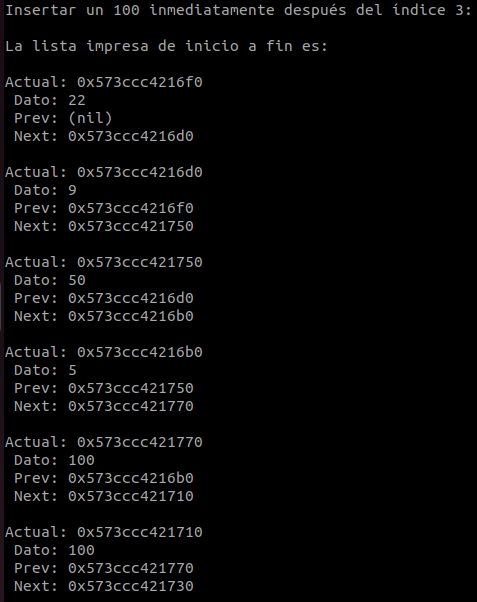 Insertar un 100 inmediatamente después del índice 3:
La lista impresa de inicio a fin es:
Actual: 0x573ccc4216f0
Dato: 22
Prev: (nil)
Next: 0x573ccc4216d0
Actual: 0x573ccc4216d0
Dato: 9
Prev: 0x573ccc4216f0
Next: 0x573ccc421750
Actual: 0x573ccc421750
Dato: 50
Prev: 0x573ccc4216d0
Next: 0x573ccc4216b0
Actual: 0x573ccc4216b0
Dato: 5
Prev: 0x573ccc421750
Next: 0x573ccc421770
Actual: 0x573ccc421770
Dato: 100
Prev: 0x573ccc4216b0
Next: 0x573ccc421710
Actual: 0x573ccc421710
Dato: 100
Prev: 0x573ccc421770
Next: 0x573ccc421730